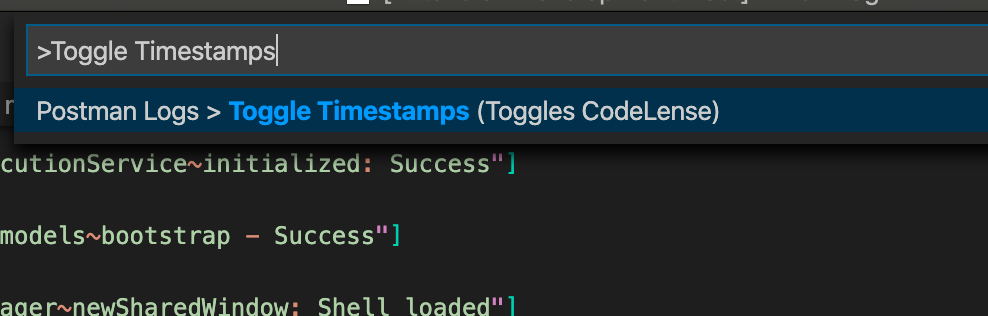 >Toggle Timestamps
Postman Logs > Toggle Timestamps (Toggles CodeLense)
cutionService~initialized: Success"]
models~bootstrap - Success"]
ager~newSharedWindow: Shell loaded"]